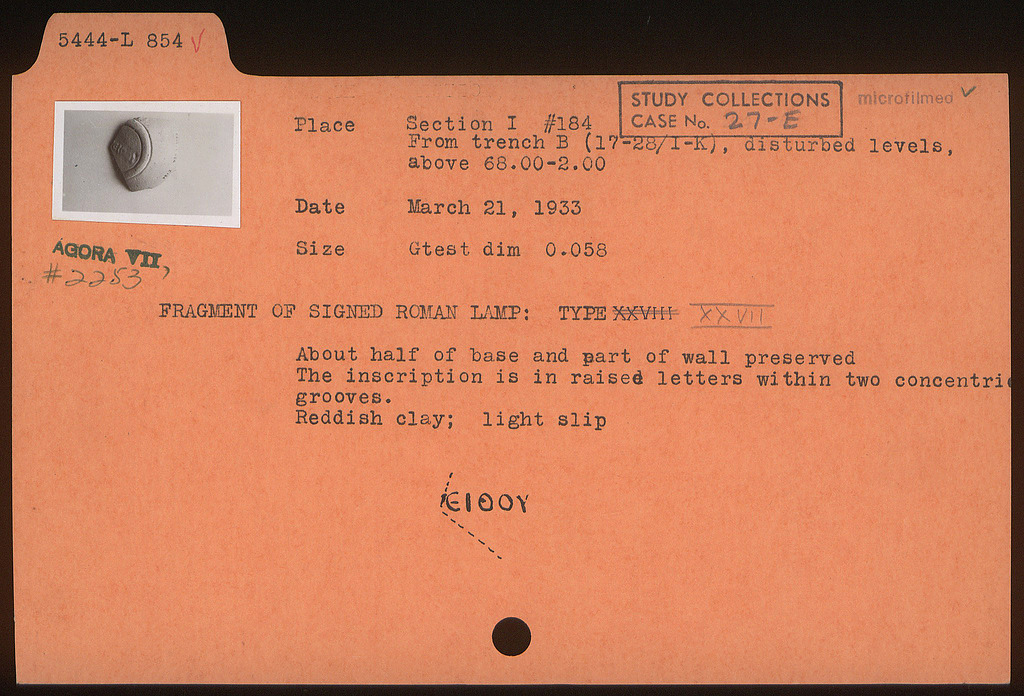 5444-L 854 ✓
STUDY COLLECTIONS
CASE No. 27-E
microfilmed ✓
Place Section I #184
From trench B (17-28/I-K), disturbed levels,
above 68.00-2.00
Date March 21, 1933
Size Gtest dim 0.058
AGORA VII,
#2253
FRAGMENT OF SIGNED ROMAN LAMP: TYPE XXVIII XXVII
About half of base and part of wall preserved
The inscription is in raised letters within two concentric
grooves.
Reddish clay; light slip
ЄΙΘΟΥ